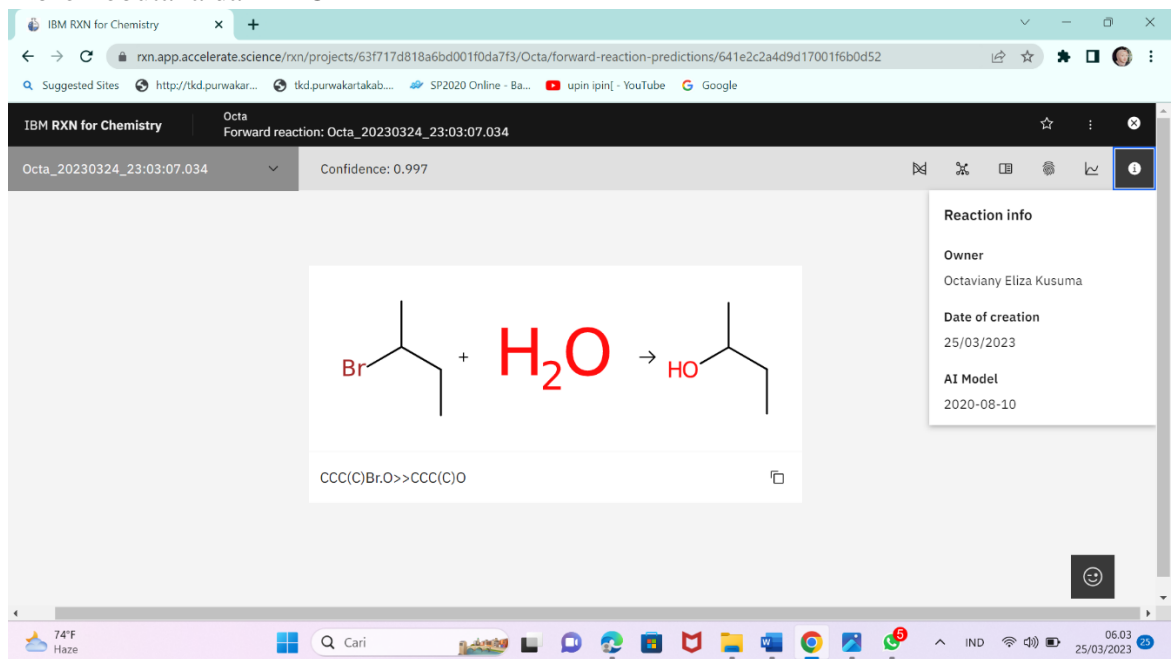 IBM RXN for Chemistry
rxn.app.accelerate.science/rxn/projects/63f717d818a6bd001f0da7f3/Octa/forward-reaction-predictions/641e2c2a4d9d17001f6b0d52
Suggested Sites http://tkd.purwakar... tkd.purwakartakab.... SP2020 Online - Ba... upin ipin[ - YouTube Google
IBM RXN for Chemistry
Octa
Forward reaction: Octa_20230324_23:03:07.034
Octa_20230324_23:03:07.034 Confidence: 0.997
Reaction info
Owner
Octaviany Eliza Kusuma
Date of creation
25/03/2023
AI Model
2020-08-10
Br + H2O → HO
CCC(C)Br.O>>CCC(C)O
74°F
Haze
Cari
5
IND
06.03
25/03/2023
25